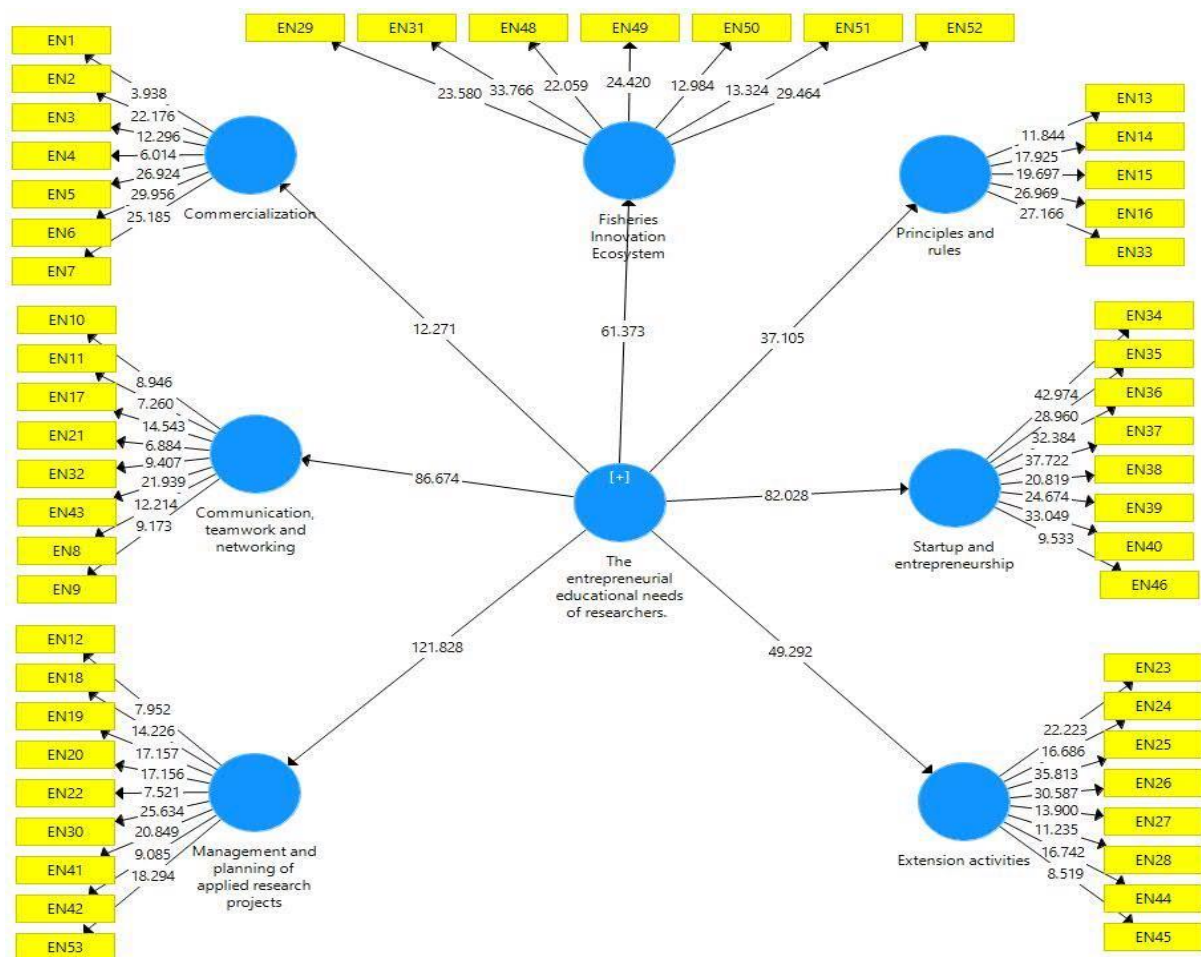 EN29
EN31
EN48
EN49
EN50
EN51
EN52
23.580
33.766
22.059
24.420
12.984
13.324
29.464
Fisheries
Innovation
Ecosystem
EN1
EN2
EN3
EN4
EN5
EN6
EN7
3.938
22.176
12.296
6.014
26.924
29.956
25.185
Commercialization
EN13
EN14
EN15
EN16
EN33
11.844
17.925
19.697
26.969
27.166
Principles and
rules
12.271
61.373
37.105
EN10
EN11
EN17
EN21
EN32
EN43
EN8
EN9
8.946
7.260
14.543
6.884
9.407
21.939
12.214
9.173
Communication,
teamwork and
networking
86.674
[+]
The
entrepreneurial
educational needs
of researchers.
82.028
EN34
EN35
EN36
EN37
EN38
EN39
EN40
EN46
42.974
28.960
32.384
37.722
20.819
24.674
33.049
9.533
Startup and
entrepreneurship
121.828
49.292
EN12
EN18
EN19
EN20
EN22
EN30
EN41
EN42
EN53
7.952
14.226
17.157
17.156
7.521
25.634
20.849
9.085
18.294
Management and
planning of
applied research
projects
EN23
EN24
EN25
EN26
EN27
EN28
EN44
EN45
22.223
16.686
35.813
30.587
13.900
11.235
16.742
8.519
Extension activities